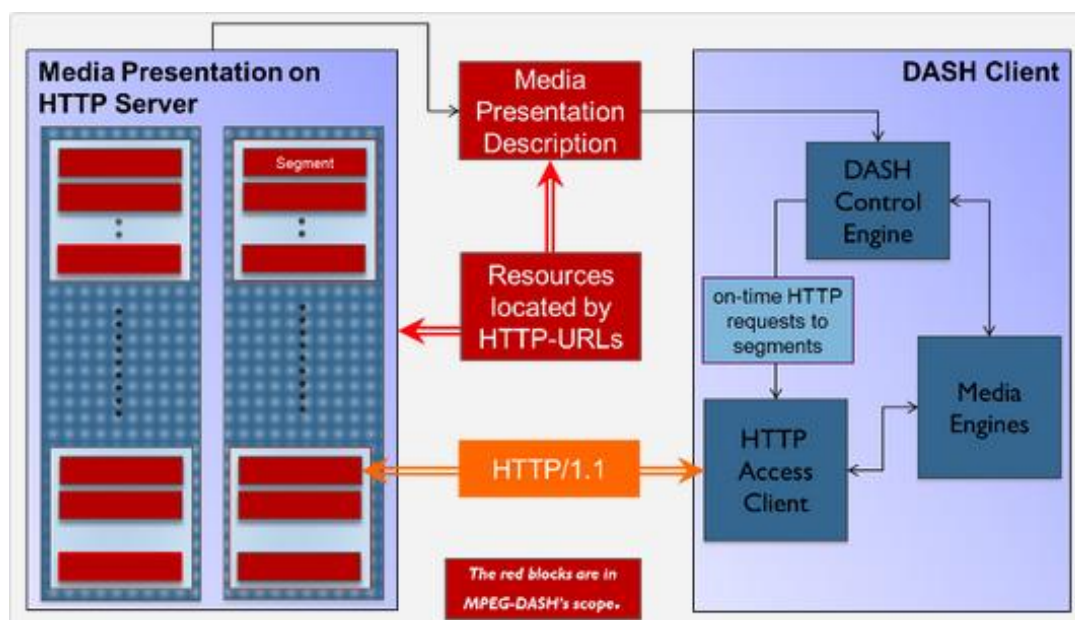 Media Presentation on
HTTP Server
Segment
Media
Presentation
Description
Resources
located by
HTTP-URLs
HTTP/1.1
The red blocks are in
MPEG-DASH's scope.
DASH Client
DASH
Control
Engine
on-time HTTP
requests to
segments
Media
Engines
HTTP
Access
Client